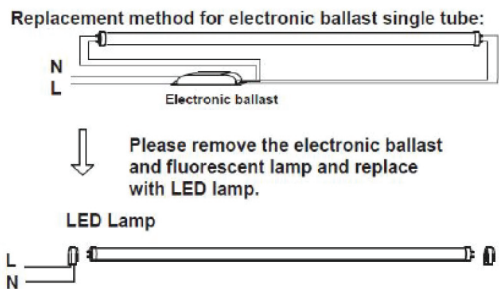 Replacement method for electronic ballast single tube:
N
L
Electronic ballast
Please remove the electronic ballast
and fluorescent lamp and replace
with LED lamp.
LED Lamp
L
N